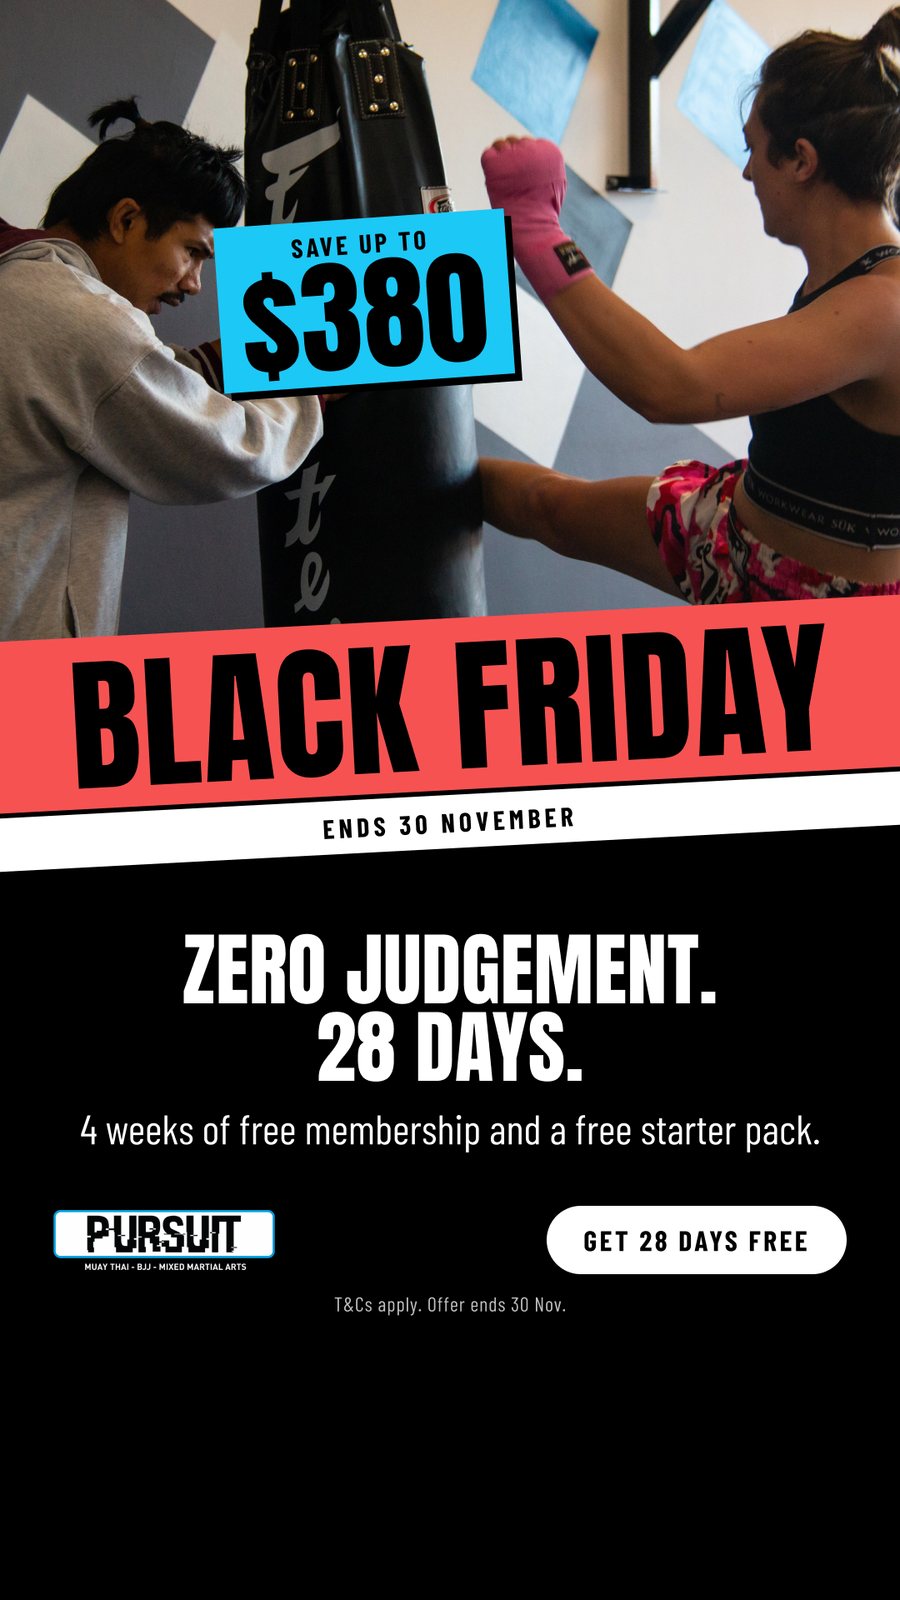 SAVE UP TO
$380
BLACK FRIDAY
ENDS 30 NOVEMBER
ZERO JUDGEMENT.
28 DAYS.
4 weeks of free membership and a free starter pack.
PURSUIT
MUAY THAI - BJJ - MIXED MARTIAL ARTS
GET 28 DAYS FREE
T&Cs apply. Offer ends 30 Nov.
WORKWEAR SÜK